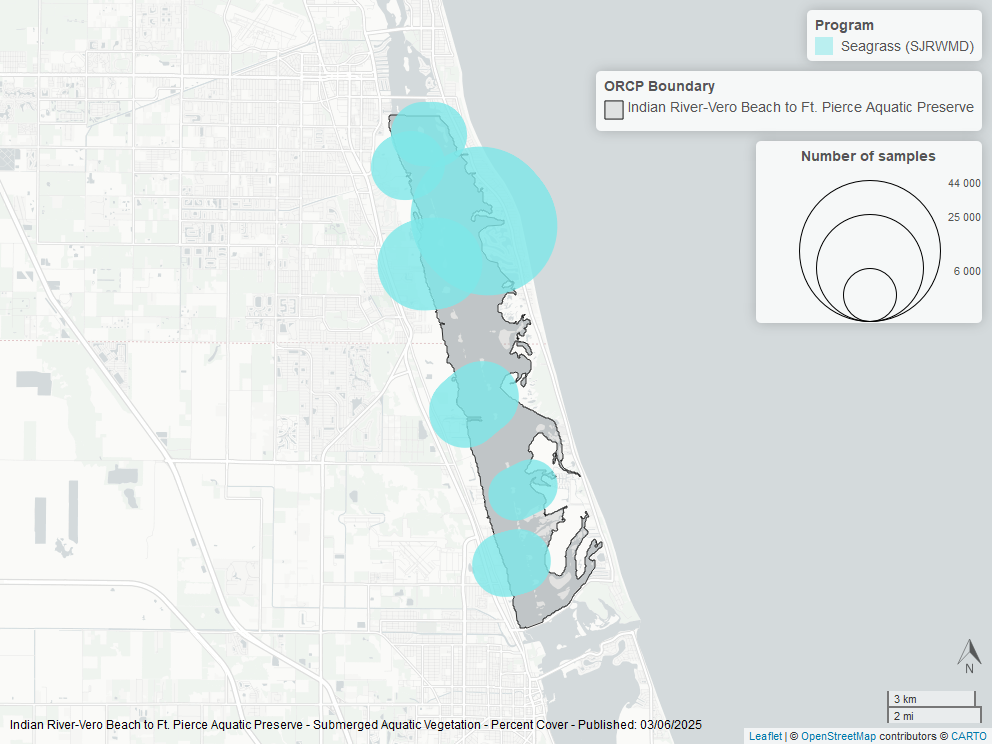 Program
Seagrass (SJRWMD)
ORCP Boundary
Indian River-Vero Beach to Ft. Pierce Aquatic Preserve
Number of samples
44 000
25 000
6 000
N
3 km
2 mi
Indian River-Vero Beach to Ft. Pierce Aquatic Preserve - Submerged Aquatic Vegetation - Percent Cover - Published: 03/06/2025
Leaflet | © OpenStreetMap contributors © CARTO